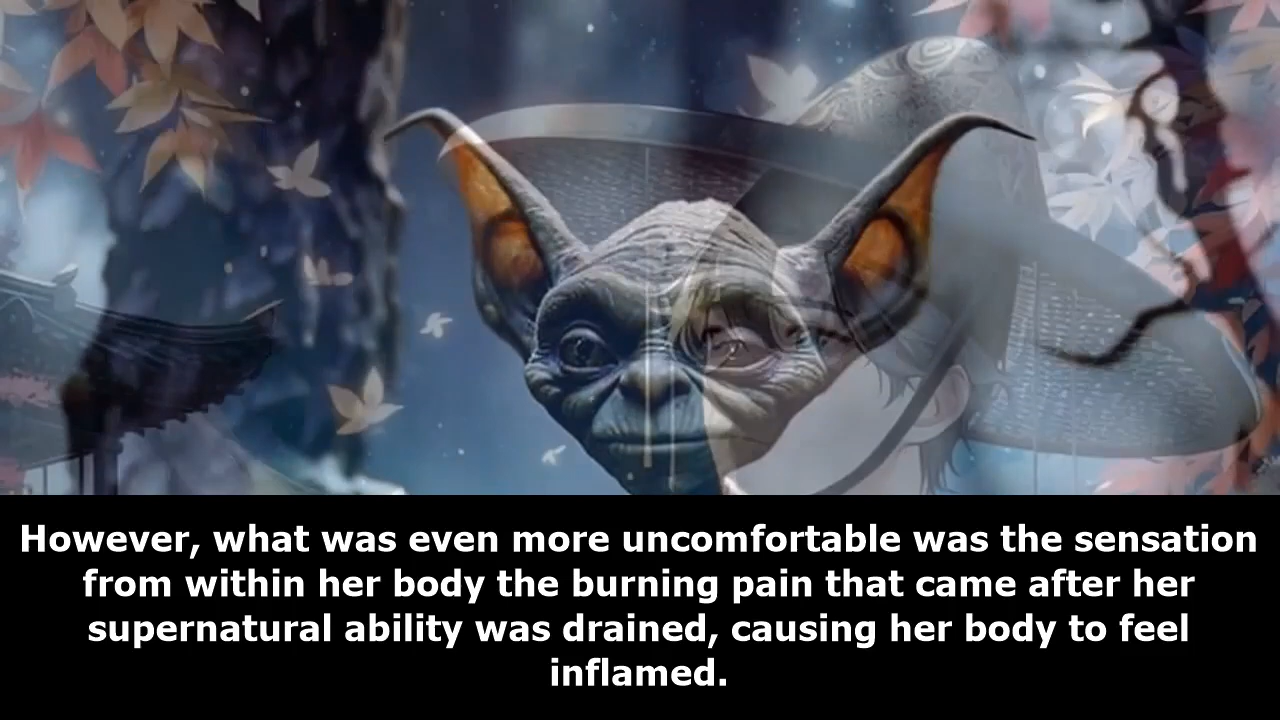 However, what was even more uncomfortable was the sensation
from within her body the burning pain that came after her
supernatural ability was drained, causing her body to feel
inflamed.